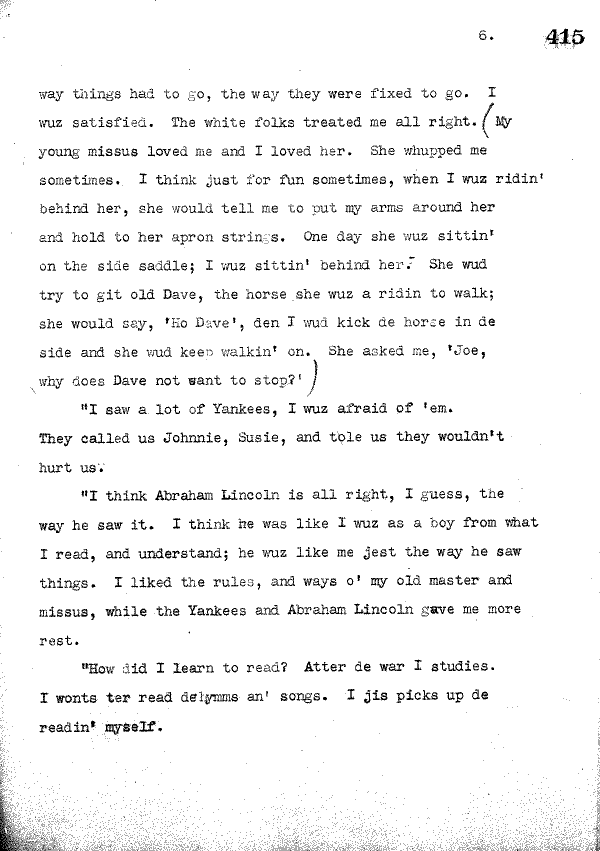 6. 415
way things had to go, the way they were fixed to go. I
wuz satisfied. The white folks treated me all right. (My
young missus loved me and I loved her. She whupped me
sometimes. I think just for fun sometimes, when I wuz ridin'
behind her, she would tell me to put my arms around her
and hold to her apron strings. One day she wuz sittin'
on the side saddle; I wuz sittin' behind her. She wud
try to git old Dave, the horse she wuz a ridin to walk;
she would say, 'Ho Dave', den I wud kick de horse in de
side and she wud keep walkin' on. She asked me, 'Joe,
why does Dave not want to stop?')
"I saw a lot of Yankees, I wuz afraid of 'em.
They called us Johnnie, Susie, and tole us they wouldn't
hurt us.
"I think Abraham Lincoln is all right, I guess, the
way he saw it. I think he was like I wuz as a boy from what
I read, and understand; he wuz like me jest the way he saw
things. I liked the rules, and ways o' my old master and
missus, while the Yankees and Abraham Lincoln gave me more
rest.
"How did I learn to read? Atter de war I studies.
I wonts ter read de hymms an' songs. I jis picks up de
readin' myself.